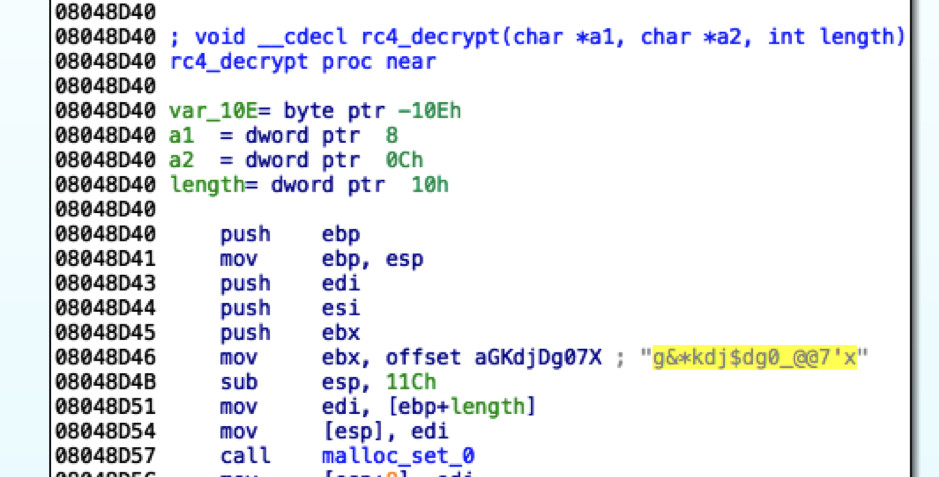 08048D40
08048D40 ; void __cdecl rc4_decrypt(char *a1, char *a2, int length)
08048D40 rc4_decrypt proc near
08048D40
08048D40 var_10E= byte ptr -10Eh
08048D40 a1 = dword ptr 8
08048D40 a2 = dword ptr 0Ch
08048D40 length= dword ptr 10h
08048D40
08048D40 push ebp
08048D41 mov ebp, esp
08048D43 push edi
08048D44 push esi
08048D45 push ebx
08048D46 mov ebx, offset aGKdjDg07X ; "g&*kdj$dg0_@@7'x"
08048D4B sub esp, 11Ch
08048D51 mov edi, [ebp+length]
08048D54 mov [esp], edi
08048D57 call malloc_set_0